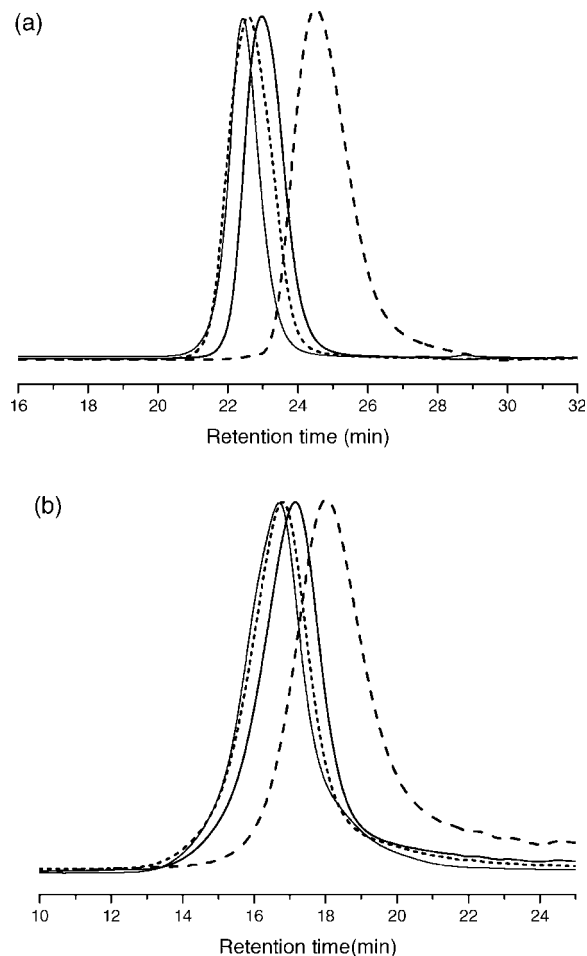 (a)
16 18 20 22 24 26 28 30 32
Retention time (min)
(b)
10 12 14 16 18 20 22 24
Retention time(min)